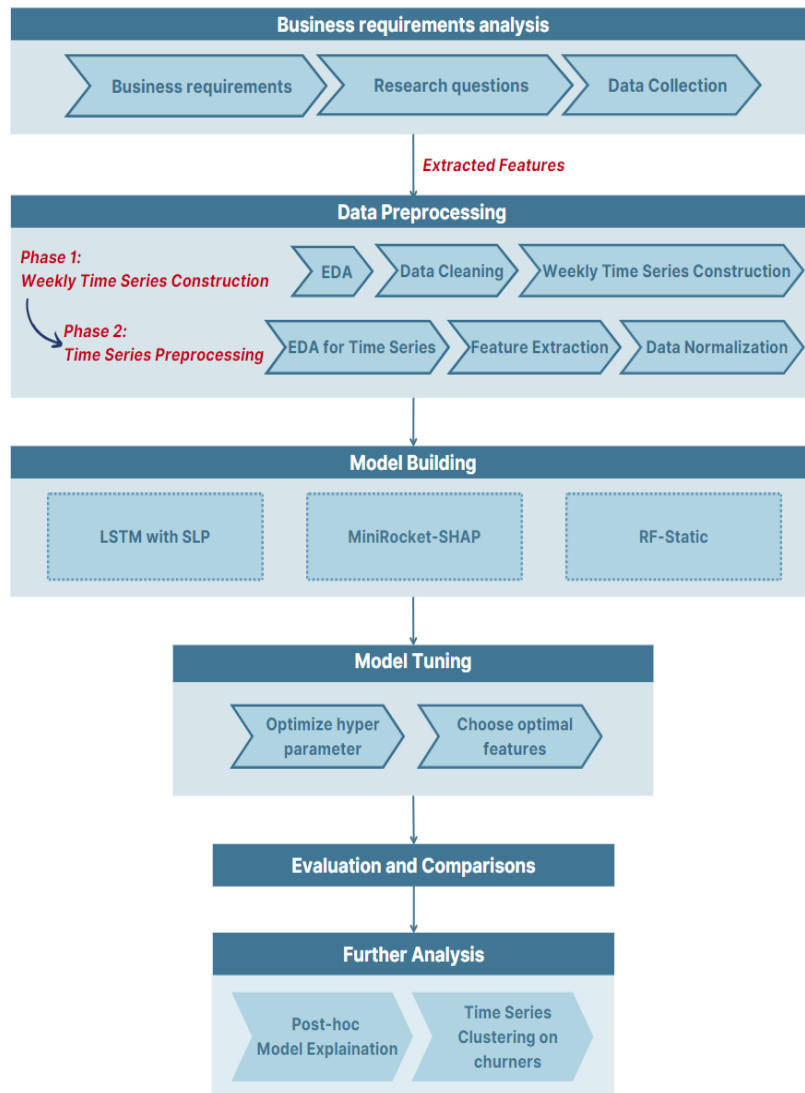 Business requirements analysis
Business requirements
Research questions
Data Collection
Extracted Features
Data Preprocessing
Phase 1:
Weekly Time Series Construction
EDA
Data Cleaning
Weekly Time Series Construction
Phase 2:
Time Series Preprocessing
EDA for Time Series
Feature Extraction
Data Normalization
Model Building
LSTM with SLP
MiniRocket-SHAP
RF-Static
Model Tuning
Optimize hyper
parameter
Choose optimal
features
Evaluation and Comparisons
Further Analysis
Post-hoc
Model Explaination
Time Series
Clustering on
churners